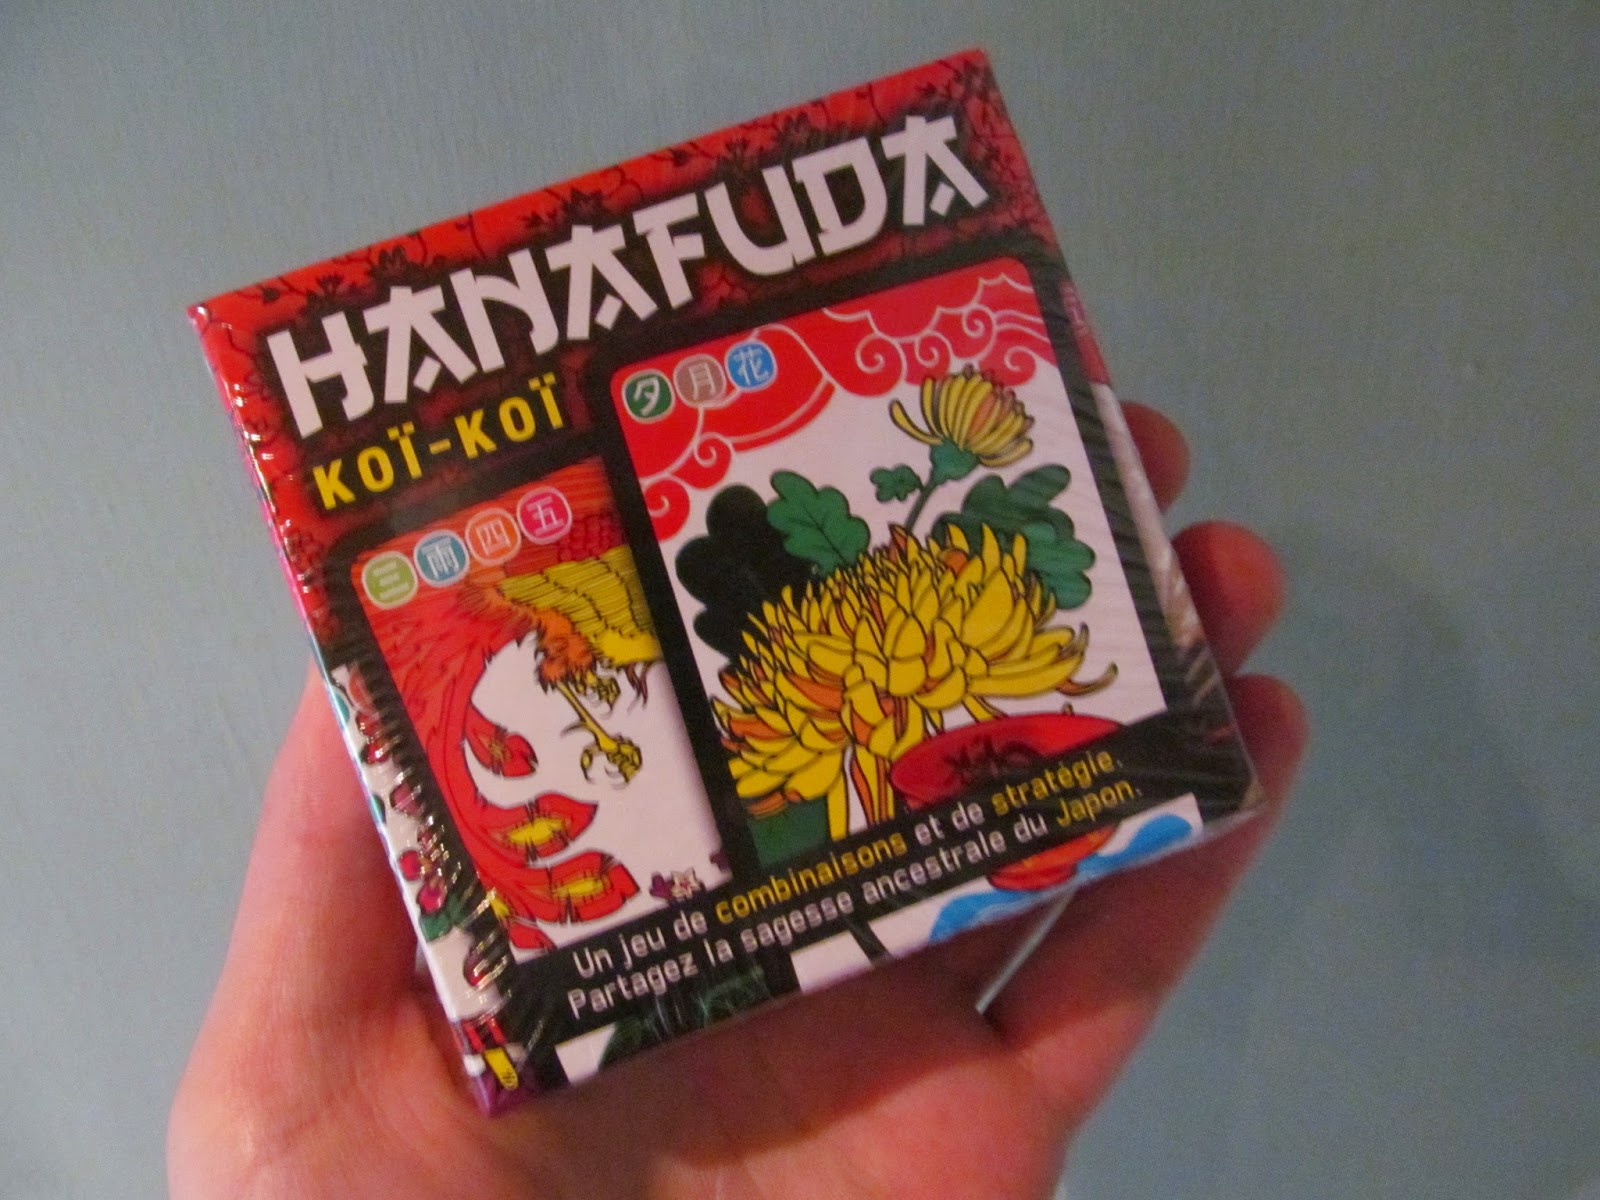 HANAFUDA
KOÏ-KOÏ
夕月花
三雨四五
Un jeu de combinaisons et de stratégie.
Partagez la sagesse ancestrale du Japon.